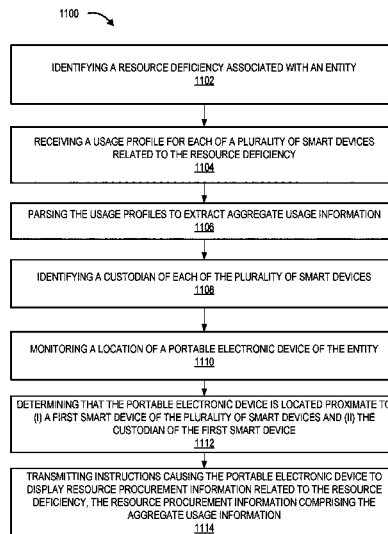 1100
IDENTIFYING A RESOURCE DEFICIENCY ASSOCIATED WITH AN ENTITY
1102
RECEIVING A USAGE PROFILE FOR EACH OF A PLURALITY OF SMART DEVICES
RELATED TO THE RESOURCE DEFICIENCY
1104
PARSING THE USAGE PROFILES TO EXTRACT AGGREGATE USAGE INFORMATION
1106
IDENTIFYING A CUSTODIAN OF EACH OF THE PLURALITY OF SMART DEVICES
1108
MONITORING A LOCATION OF A PORTABLE ELECTRONIC DEVICE OF THE ENTITY
1110
DETERMINING THAT THE PORTABLE ELECTRONIC DEVICE IS LOCATED PROXIMATE TO
(I) A FIRST SMART DEVICE OF THE PLURALITY OF SMART DEVICES AND (II) THE
CUSTODIAN OF THE FIRST SMART DEVICE
1112
TRANSMITTING INSTRUCTIONS CAUSING THE PORTABLE ELECTRONIC DEVICE TO
DISPLAY RESOURCE PROCUREMENT INFORMATION RELATED TO THE RESOURCE
DEFICIENCY, THE RESOURCE PROCUREMENT INFORMATION COMPRISING THE
AGGREGATE USAGE INFORMATION
1114